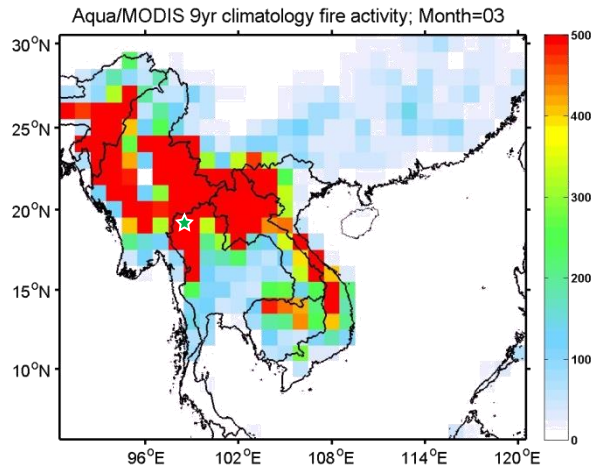 Aqua/MODIS 9yr climatology fire activity; Month=03
30°N
25°N
20°N
15°N
10°N
96°E 102°E 108°E 114°E 120°E
500
400
300
200
100
0